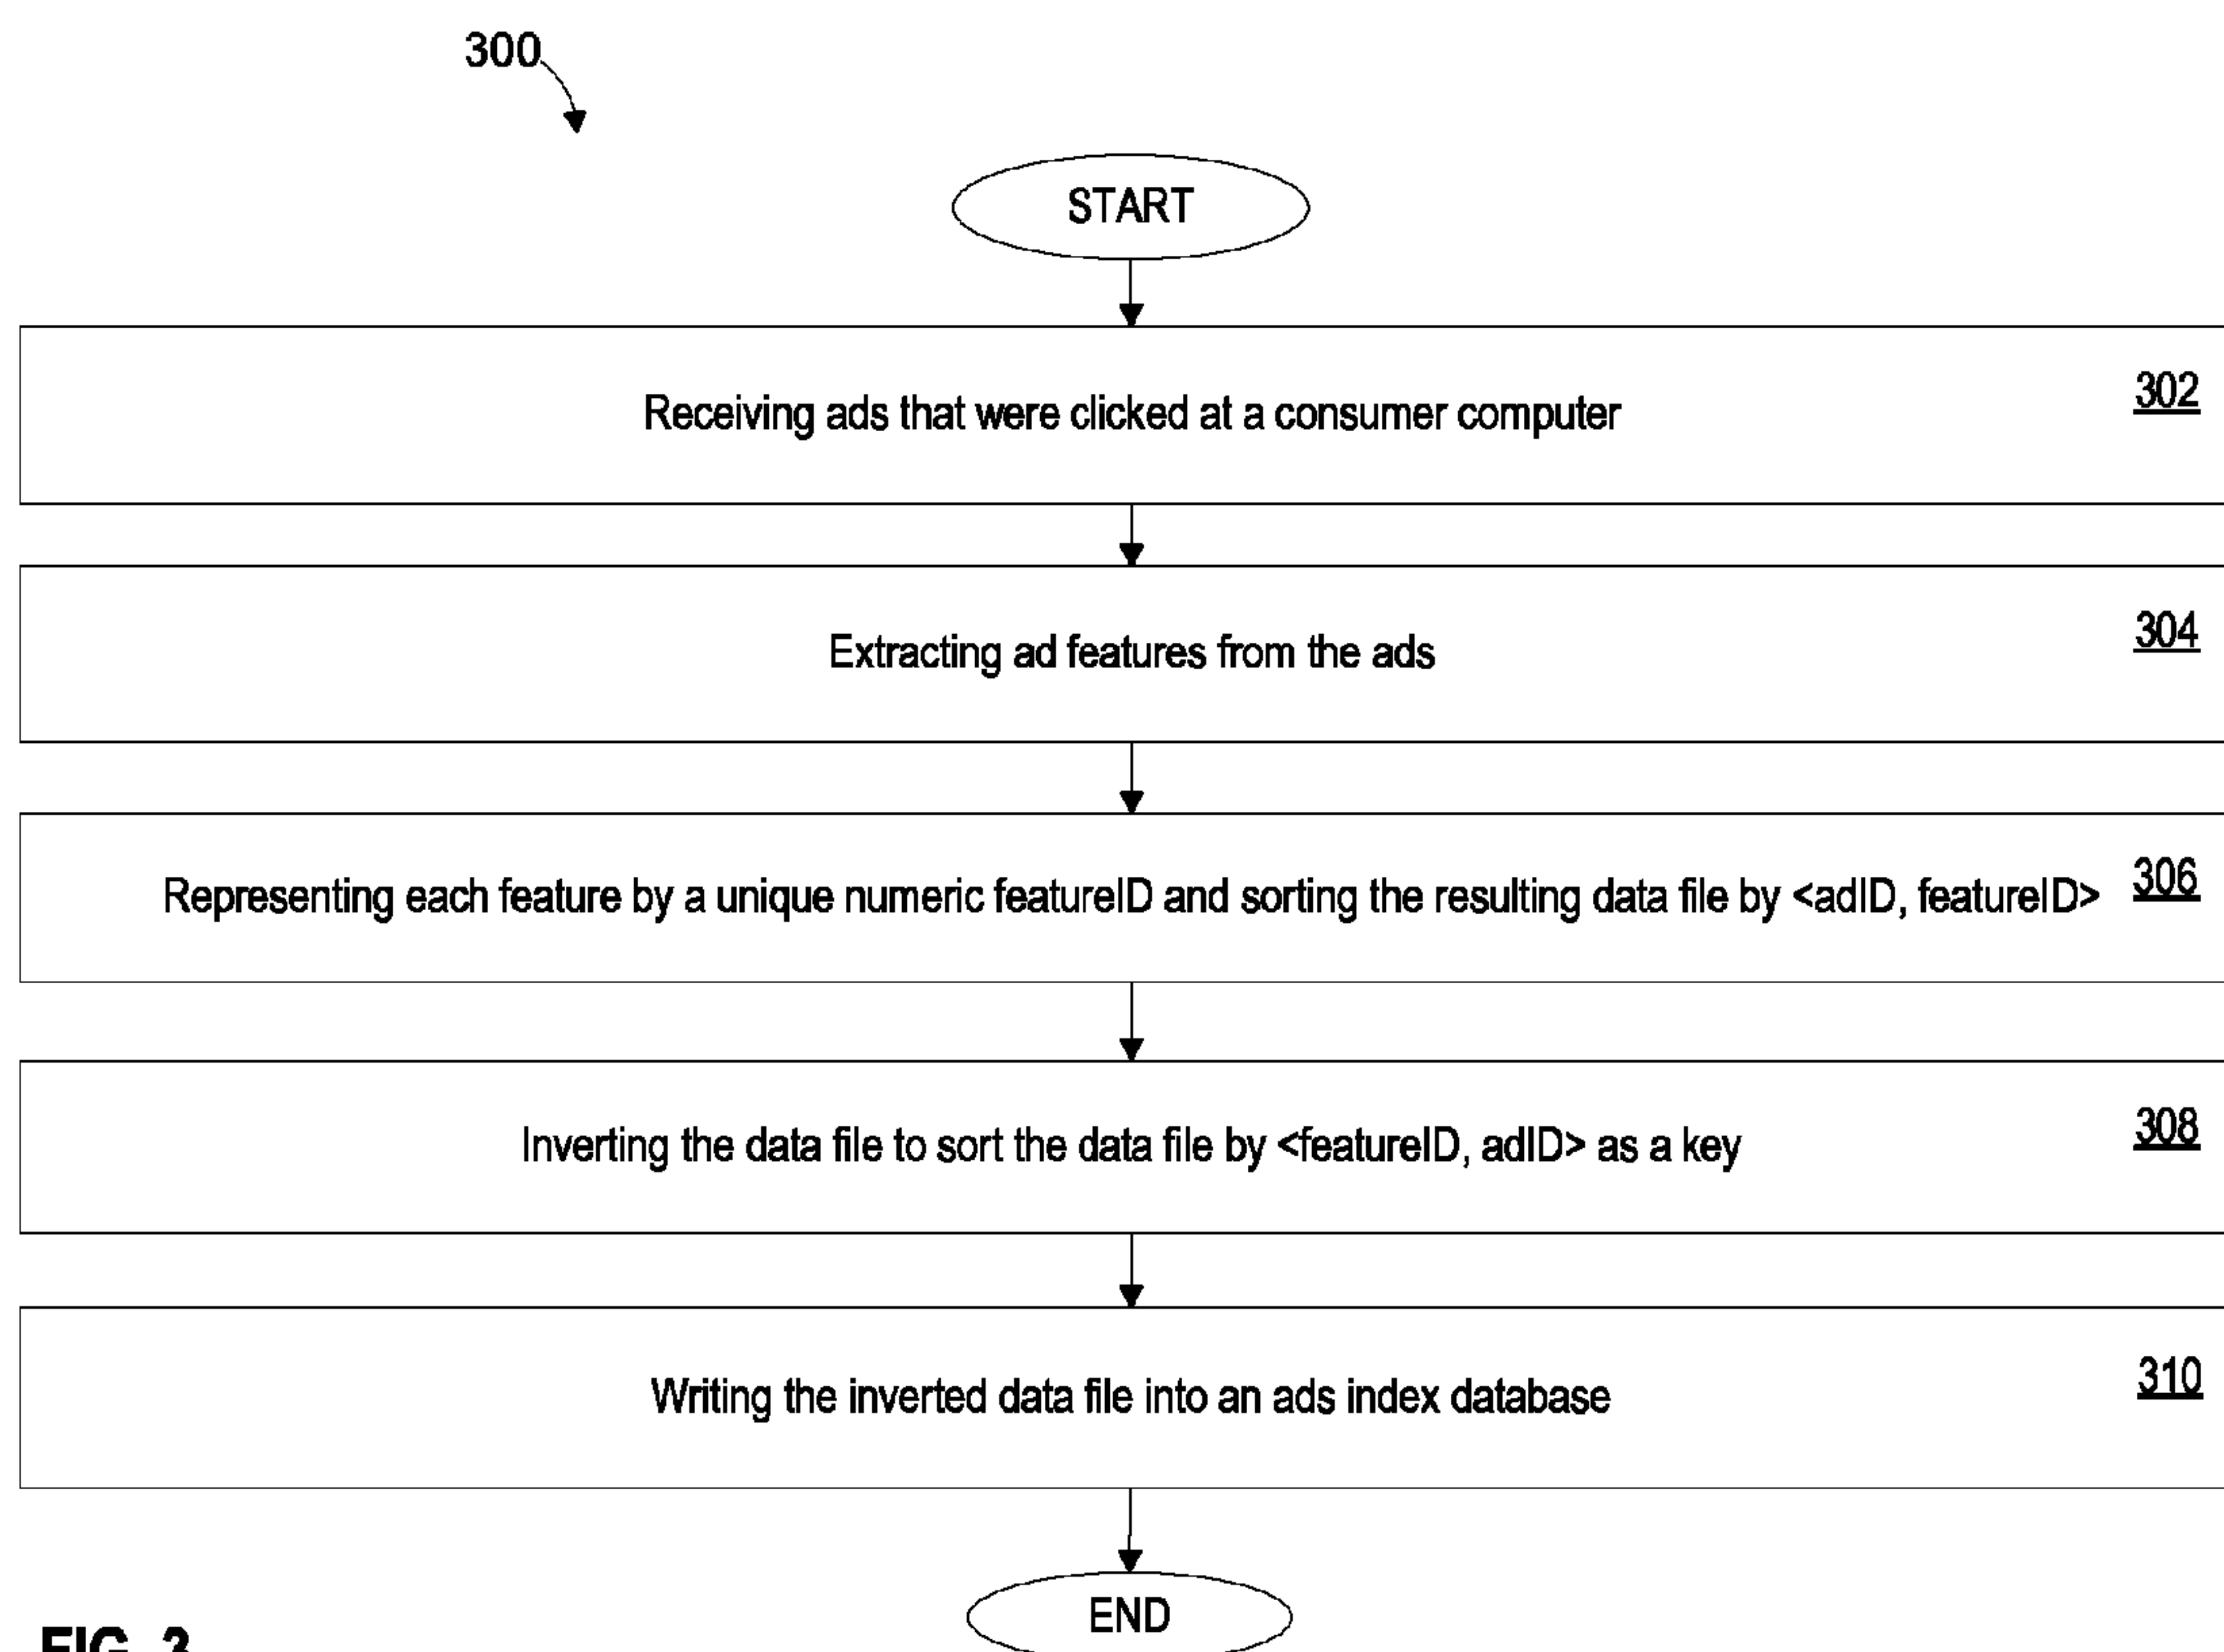 300
START
Receiving ads that were clicked at a consumer computer
302
Extracting ad features from the ads
304
Representing each feature by a unique numeric featureID and sorting the resulting data file by <adID, featureID>
306
Inverting the data file to sort the data file by <featureID, adID> as a key
308
Writing the inverted data file into an ads index database
310
END
FIG. 3